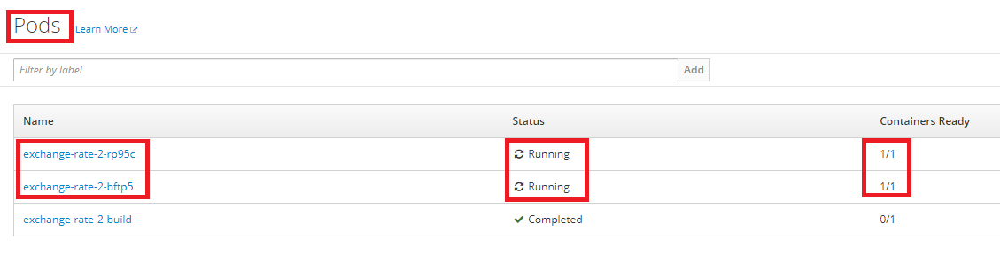 Pods Learn More
Filter by label Add
Name Status Containers Ready
exchange-rate-2-rp95c Running 1/1
exchange-rate-2-bftp5 Running 1/1
exchange-rate-2-build Completed 0/1